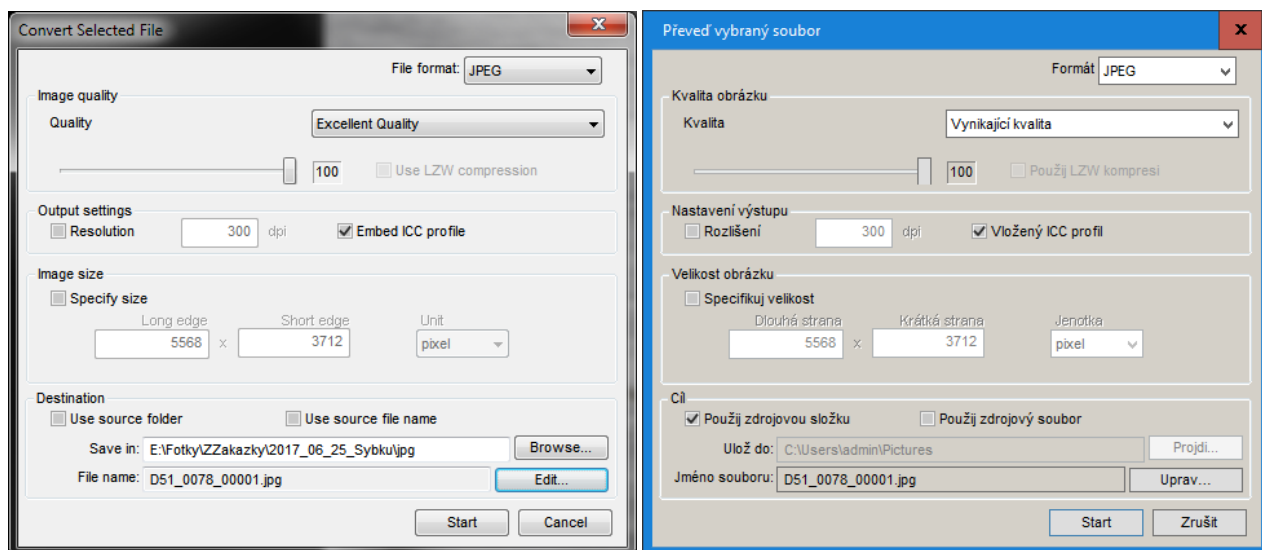 Convert Selected File
x
File format: JPEG
Image quality
Quality Excellent Quality
100 Use LZW compression
Output settings
Resolution 300 dpi Embed ICC profile
Image size
Specify size
Long edge Short edge Unit
5568 x 3712 pixel
Destination
Use source folder Use source file name
Save in: E:\Fotky\ZZakazky\2017_06_25_Sybku\jpg Browse...
File name: D51_0078_00001.jpg Edit...
Start Cancel
Převeď vybraný soubor
x
Formát JPEG
Kvalita obrázku
Kvalita Vynikající kvalita
100 Použij LZW kompresi
Nastavení výstupu
Rozlišení 300 dpi Vložený ICC profil
Velikost obrázku
Specifikuj velikost
Dlouhá strana Krátká strana Jenotka
5568 x 3712 pixel
Cíl
Použij zdrojovou složku Použij zdrojový soubor
Ulož do: C:\Users\admin\Pictures Projdi...
Jméno souboru: D51_0078_00001.jpg Uprav...
Start Zrušit